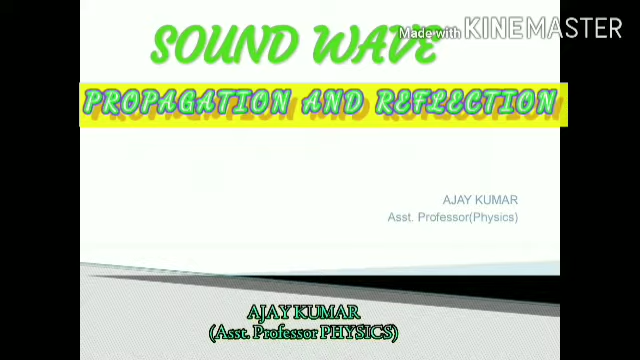 SOUND WAVE
Made with KINEMASTER
PROPAGATION AND REFLECTION
AJAY KUMAR
Asst. Professor(Physics)
AJAY KUMAR
(Asst. Professor PHYSICS)